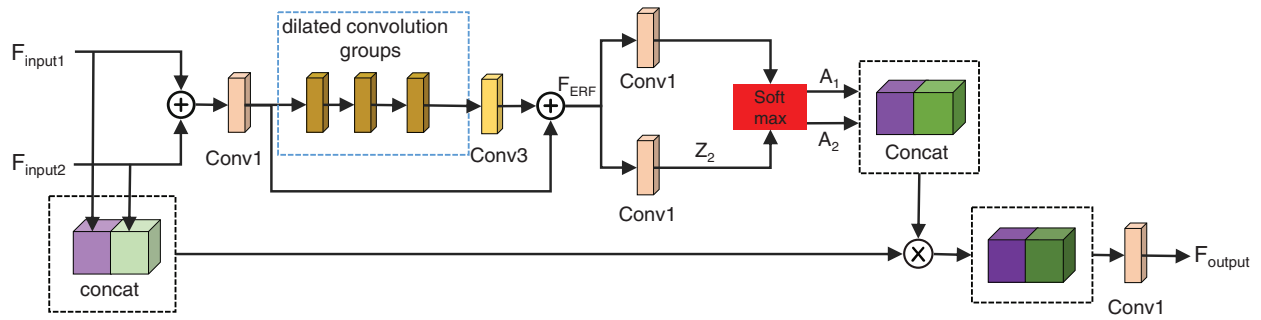 dilated convolution
groups
F_input1
F_input2
Conv1
Conv3
F_ERF
Conv1
Conv1
Z_2
Soft
max
A_1
A_2
Concat
concat
Conv1
F_output